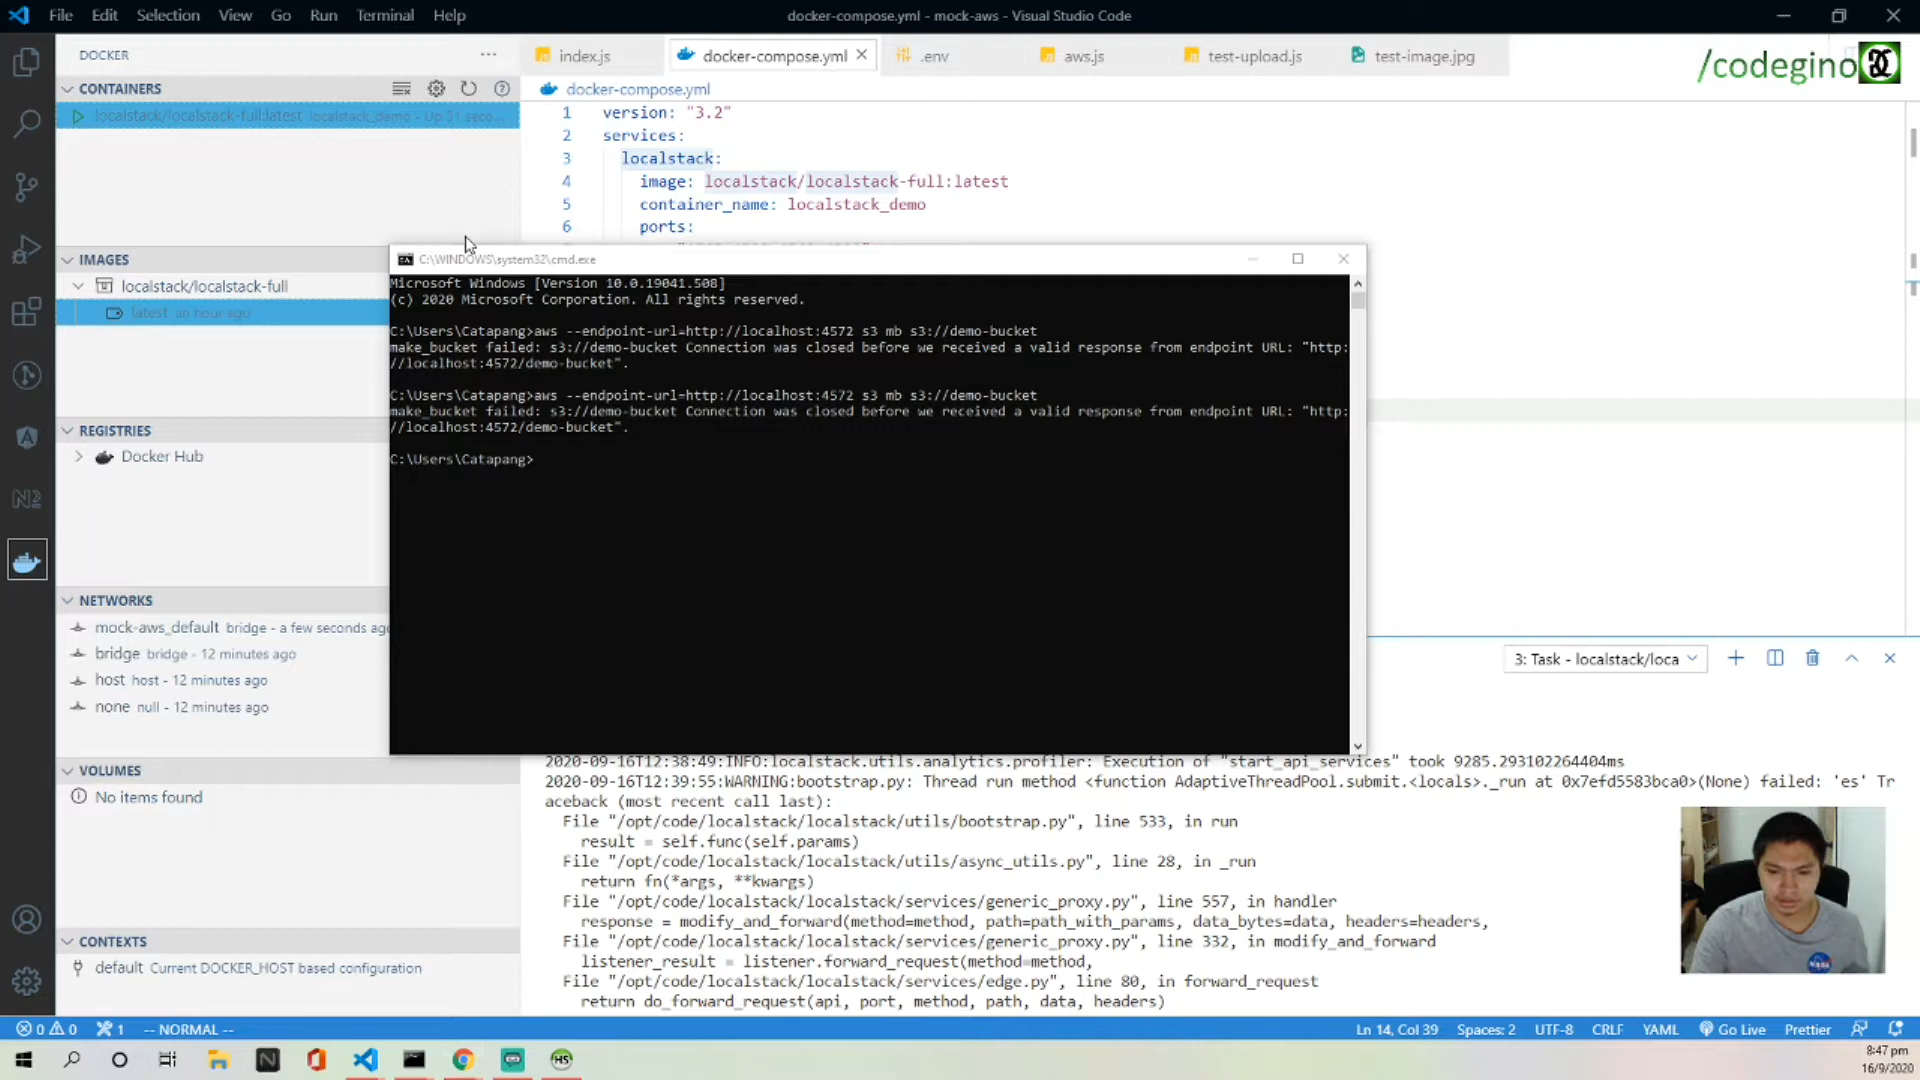 File Edit Selection View Go Run Terminal Help
docker-compose.yml - mock-aws - Visual Studio Code
DOCKER
index.js
docker-compose.yml
.env
aws.js
test-upload.js
test-image.jpg
/codegino
CONTAINERS
docker-compose.yml
localstack/localstack-full:latest localstack_demo - Up 31 seco...
1 version: "3.2"
2 services:
3 localstack:
4 image: localstack/localstack-full:latest
5 container_name: localstack_demo
6 ports:
IMAGES
localstack/localstack-full
latest an hour ago
C:\WINDOWS\system32\cmd.exe
Microsoft Windows [Version 10.0.19041.508]
(c) 2020 Microsoft Corporation. All rights reserved.
C:\Users\Catapang>aws --endpoint-url=http://localhost:4572 s3 mb s3://demo-bucket
make_bucket failed: s3://demo-bucket Connection was closed before we received a valid response from endpoint URL: "http:
//localhost:4572/demo-bucket".
C:\Users\Catapang>aws --endpoint-url=http://localhost:4572 s3 mb s3://demo-bucket
make_bucket failed: s3://demo-bucket Connection was closed before we received a valid response from endpoint URL: "http:
//localhost:4572/demo-bucket".
C:\Users\Catapang>
REGISTRIES
Docker Hub
NETWORKS
mock-aws_default bridge - a few seconds ago
bridge bridge - 12 minutes ago
host host - 12 minutes ago
none null - 12 minutes ago
VOLUMES
No items found
CONTEXTS
default Current DOCKER_HOST based configuration
3: Task - localstack/loca
2020-09-16T12:38:49:INFO:localstack.utils.analytics.profiler: Execution of "start_api_services" took 9285.293102264404ms
2020-09-16T12:39:55:WARNING:bootstrap.py: Thread run method <function AdaptiveThreadPool.submit.<locals>._run at 0x7efd5583bca0>(None) failed: 'es' Tr
aceback (most recent call last):
File "/opt/code/localstack/localstack/utils/bootstrap.py", line 533, in run
result = self.func(self.params)
File "/opt/code/localstack/localstack/utils/async_utils.py", line 28, in _run
return fn(*args, **kwargs)
File "/opt/code/localstack/localstack/services/generic_proxy.py", line 557, in handler
response = modify_and_forward(method=method, path=path_with_params, data_bytes=data, headers=headers,
File "/opt/code/localstack/localstack/services/generic_proxy.py", line 332, in modify_and_forward
listener_result = listener.forward_request(method=method,
File "/opt/code/localstack/localstack/services/edge.py", line 80, in forward_request
return do_forward_request(api, port, method, path, data, headers)
NASA
0 0 1 -- NORMAL --
Ln 14, Col 39 Spaces: 2 UTF-8 CRLF YAML Go Live Prettier
8:47 pm
16/9/2020